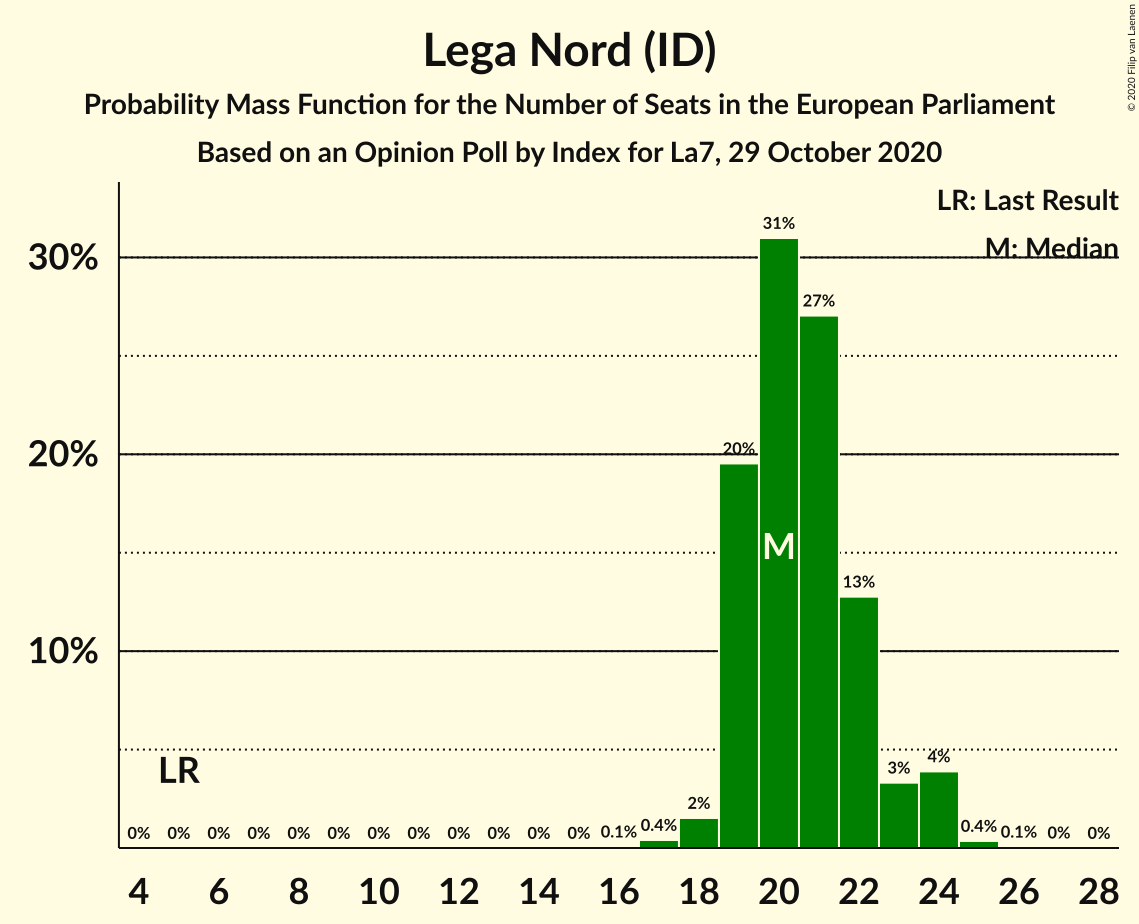 Lega Nord (ID)
Probability Mass Function for the Number of Seats in the European Parliament
Based on an Opinion Poll by Index for La7, 29 October 2020
© 2020 Filip van Laenen
LR: Last Result
M: Median
30%
20%
10%
31%
27%
20%
M
13%
LR
0% 0% 0% 0% 0% 0% 0% 0% 0% 0% 0% 0% 0.1% 0.4% 2% 3% 4% 0.4% 0.1% 0% 0%
4 6 8 10 12 14 16 18 20 22 24 26 28